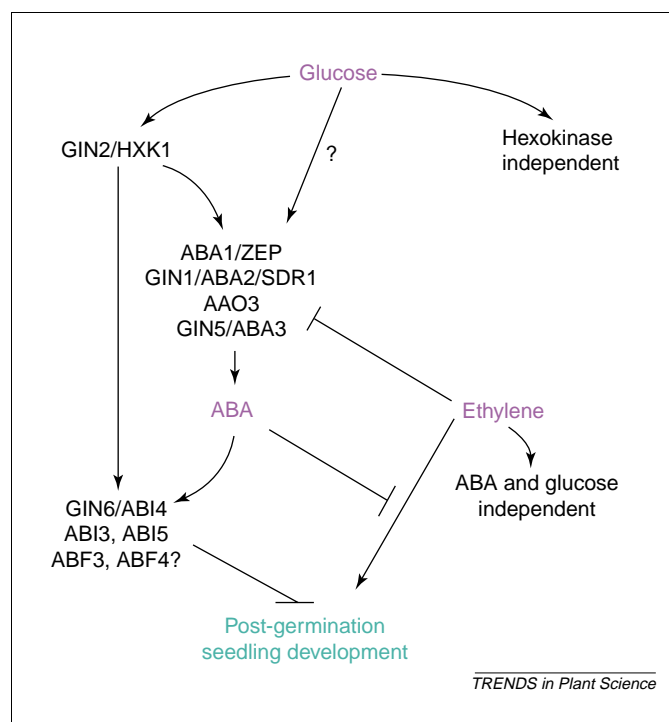 Glucose
GIN2/HXK1
Hexokinase
independent
?
ABA1/ZEP
GIN1/ABA2/SDR1
AAO3
GIN5/ABA3
ABA
Ethylene
ABA and glucose
independent
GIN6/ABI4
ABI3, ABI5
ABF3, ABF4?
Post-germination
seedling development
TRENDS in Plant Science